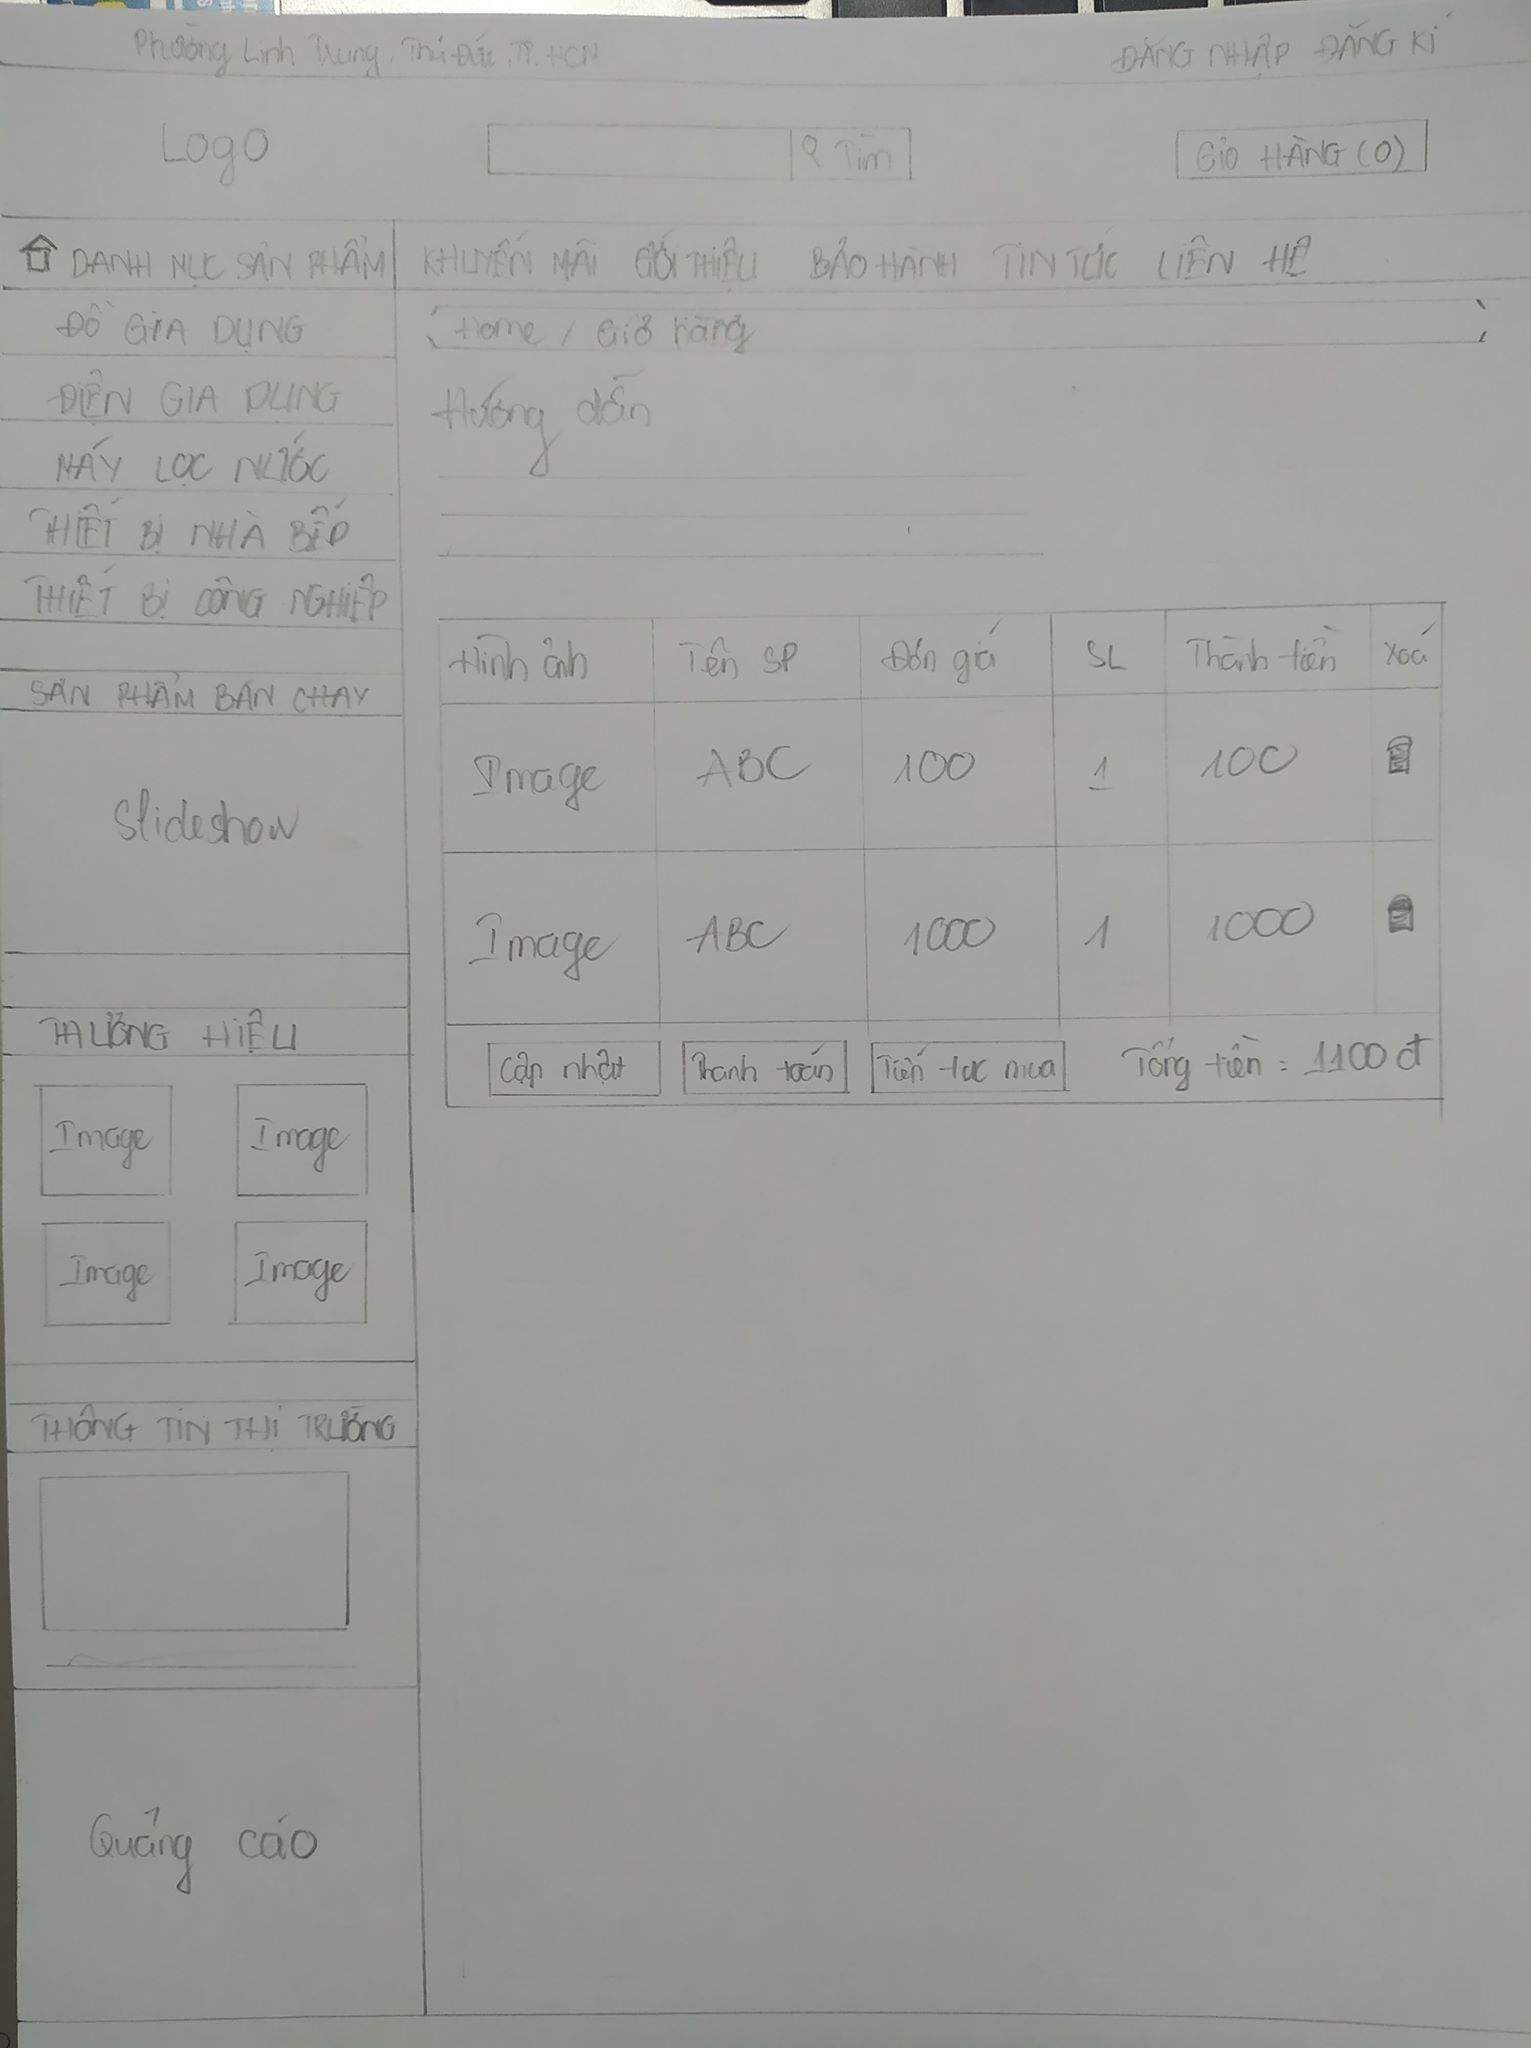 Phường Linh Trung, Thủ Đức, TP. HCM
ĐĂNG NHẬP ĐĂNG KÍ
Logo
Tìm
Giỏ HÀNG (0)
DANH MỤC SẢN PHẨM
KHUYẾN MÃI GIỚI THIỆU BẢO HÀNH TIN TỨC LIÊN HỆ
ĐỒ GIA DỤNG
Home / Giỏ hàng
ĐIỆN GIA DỤNG
Hướng dẫn
MÁY LỌC NƯỚC
THIẾT BỊ NHÀ BẾP
THIẾT BỊ CÔNG NGHIỆP
SẢN PHẨM BÁN CHẠY
Slideshow
THƯƠNG HIỆU
Image Image
Image Image
THÔNG TIN THỊ TRƯỜNG
Quảng cáo
Hình ảnh Tên SP Đơn giá SL Thành tiền Xoá
Image ABC 100 1 100
Image ABC 1000 1 1000
Cập nhật Thanh toán Tiếp tục mua Tổng tiền : 1100 đ